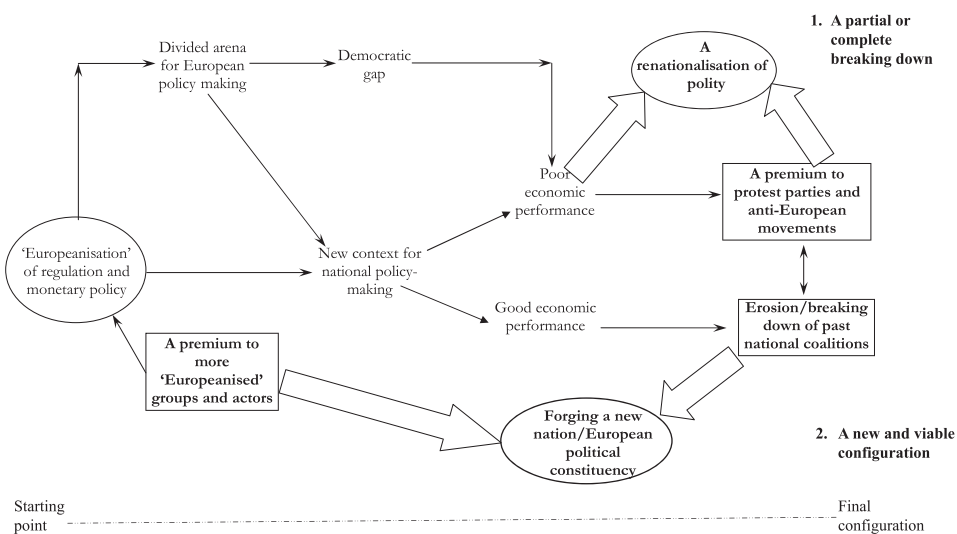 1. A partial or
complete
breaking down
A
renationalisation of
polity
Divided arena
for European
policy making
Democratic
gap
Poor
economic
performance
A premium to
protest parties and
anti-European
movements
‘Europeanisation’
of regulation and
monetary policy
New context for
national policy-
making
Good economic
performance
Erosion/breaking
down of past
national coalitions
A premium to
more
‘Europeanised’
groups and actors
Forging a new
nation/European
political
constituency
2. A new and viable
configuration
Starting
point
Final
configuration